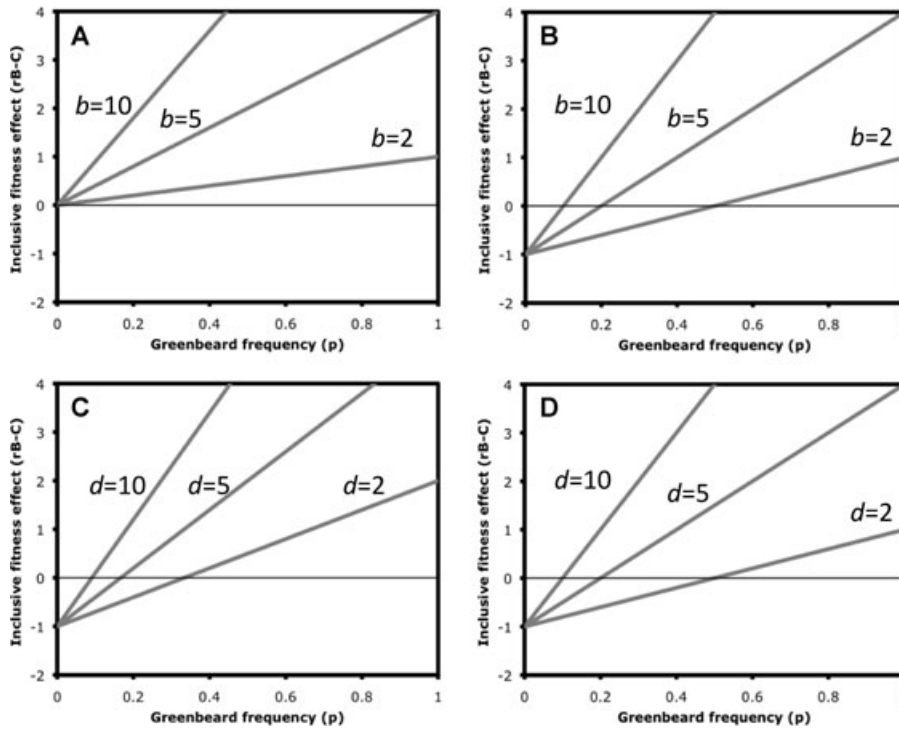 A
Inclusive fitness effect (rB-C)
4
3
2
1
0
-1
-2
b=10
b=5
b=2
0
0.2
0.4
0.6
0.8
1
Greenbeard frequency (p)
B
Inclusive fitness effect (rB-C)
4
3
2
1
0
-1
-2
b=10
b=5
b=2
0
0.2
0.4
0.6
0.8
Greenbeard frequency (p)
C
Inclusive fitness effect (rB-C)
4
3
2
1
0
-1
-2
d=10
d=5
d=2
0
0.2
0.4
0.6
0.8
1
Greenbeard frequency (p)
D
Inclusive fitness effect (rB-C)
4
3
2
1
0
-1
-2
d=10
d=5
d=2
0
0.2
0.4
0.6
0.8
Greenbeard frequency (p)